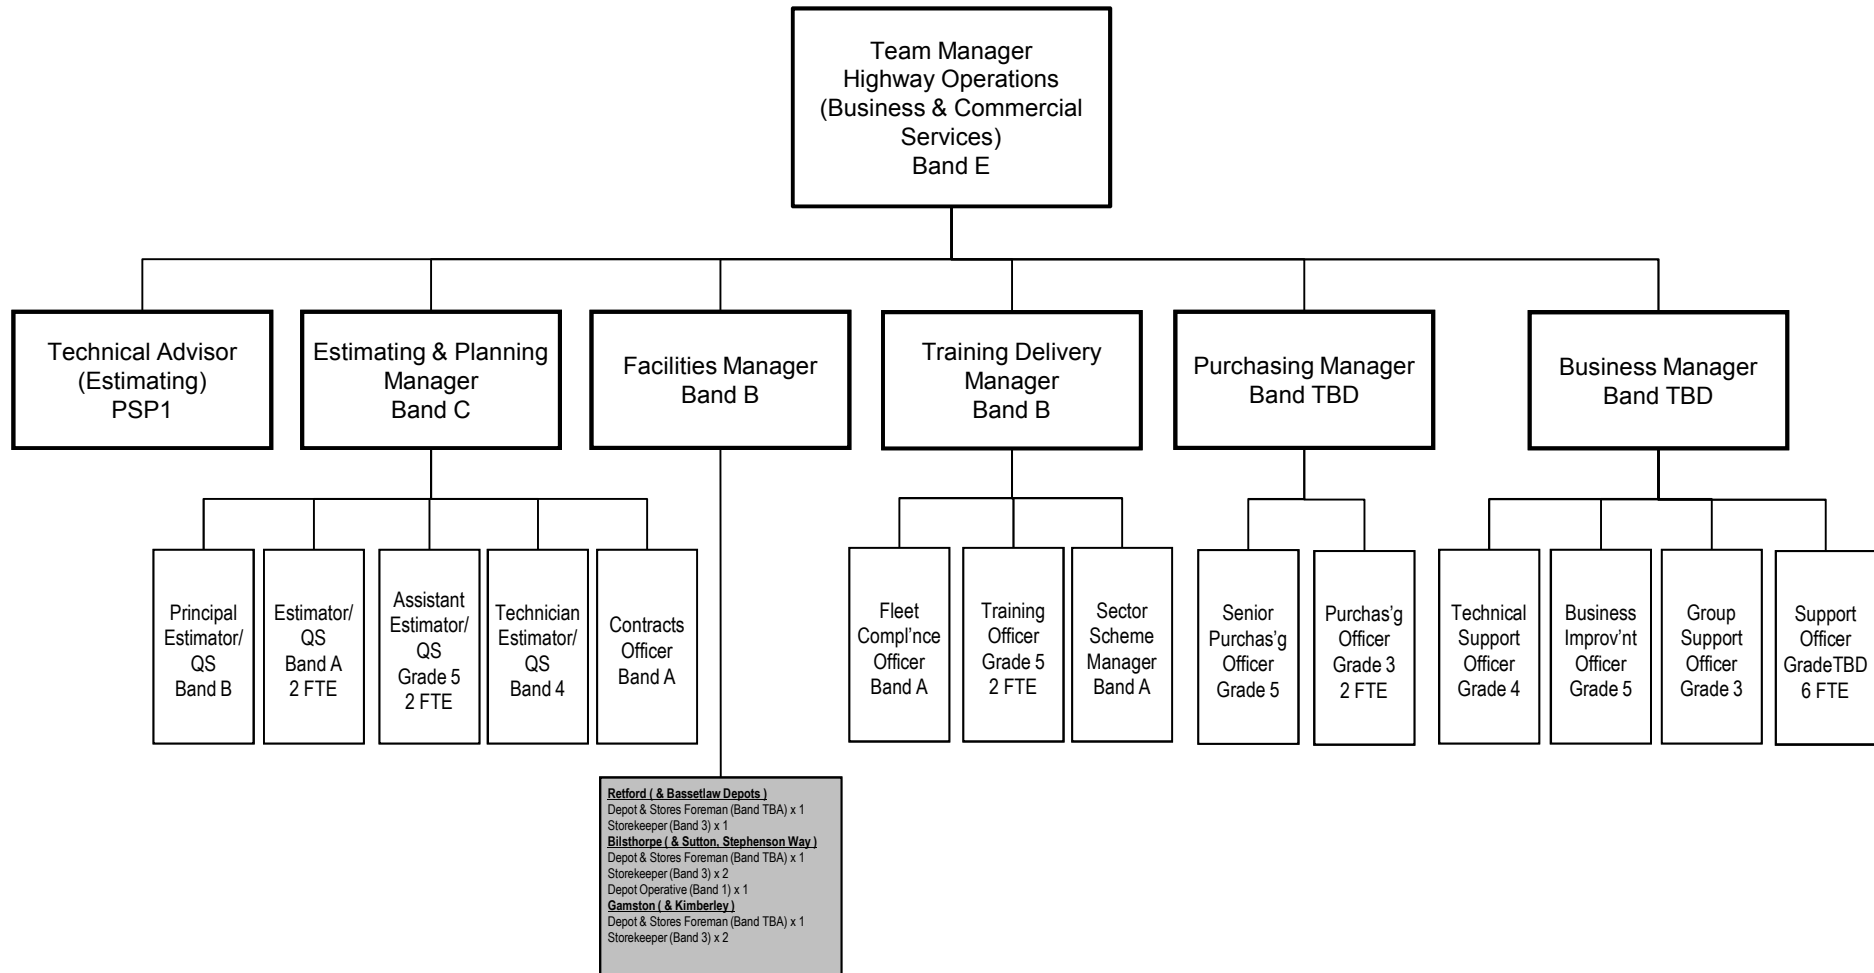 Team Manager
Highway Operations
(Business & Commercial
Services)
Band E
Technical Advisor
(Estimating)
PSP1
Estimating & Planning
Manager
Band C
Facilities Manager
Band B
Training Delivery
Manager
Band B
Purchasing Manager
Band TBD
Business Manager
Band TBD
Principal
Estimator/
QS
Band B
Estimator/
QS
Band A
2 FTE
Assistant
Estimator/
QS
Grade 5
2 FTE
Technician
Estimator/
QS
Band 4
Contracts
Officer
Band A
Fleet
Compl'nce
Officer
Band A
Training
Officer
Grade 5
2 FTE
Sector
Scheme
Manager
Band A
Senior
Purchas'g
Officer
Grade 5
Purchas'g
Officer
Grade 3
2 FTE
Technical
Support
Officer
Grade 4
Business
Improv'nt
Officer
Grade 5
Group
Support
Officer
Grade 3
Support
Officer
GradeTBD
6 FTE
Retford ( & Bassetlaw Depots )
Depot & Stores Foreman (Band TBA) x 1
Storekeeper (Band 3) x 1
Bilsthorpe ( & Sutton, Stephenson Way )
Depot & Stores Foreman (Band TBA) x 1
Storekeeper (Band 3) x 2
Depot Operative (Band 1) x 1
Gamston ( & Kimberley )
Depot & Stores Foreman (Band TBA) x 1
Storekeeper (Band 3) x 2